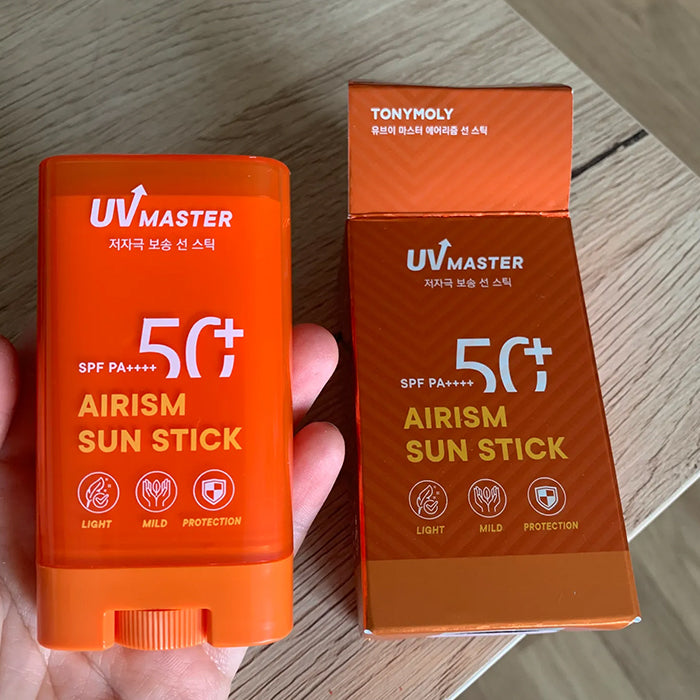 UV MASTER
저자극 보송 선 스틱
SPF PA++++ 50+
AIRISM
SUN STICK
LIGHT MILD PROTECTION
TONYMOLY
유브이 마스터 에어리즘 선 스틱
UV MASTER
저자극 보송 선 스틱
SPF PA++++ 50+
AIRISM
SUN STICK
LIGHT MILD PROTECTION